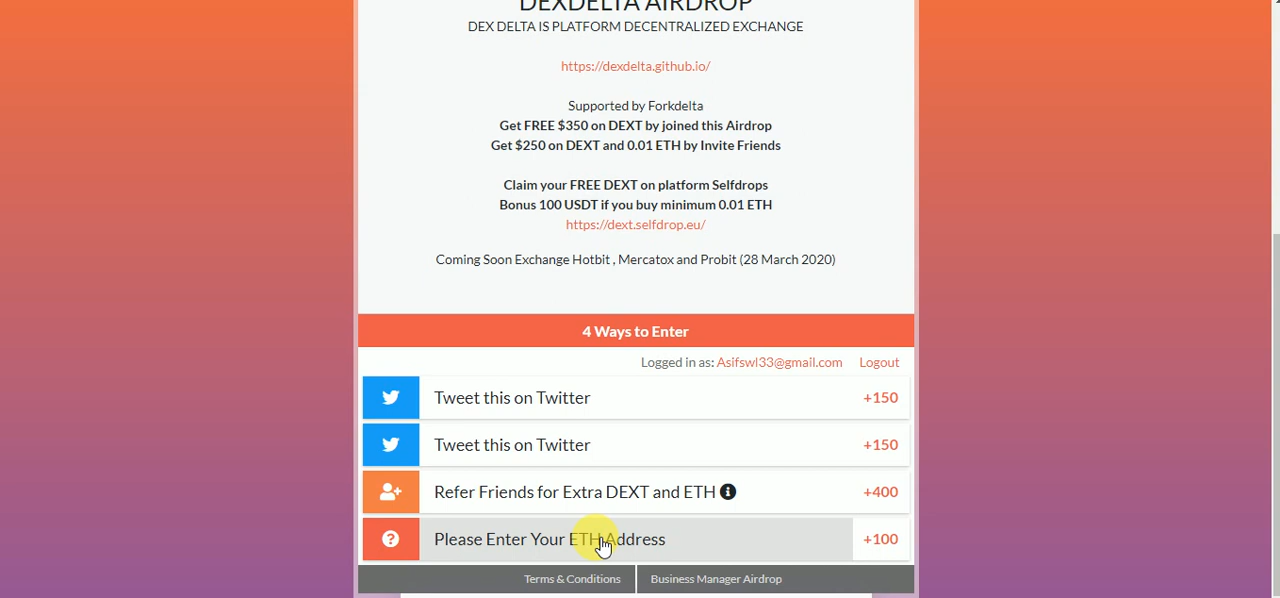 DEXDELTA AIRDROP
DEX DELTA IS PLATFORM DECENTRALIZED EXCHANGE
https://dexdelta.github.io/
Supported by Forkdelta
Get FREE $350 on DEXT by joined this Airdrop
Get $250 on DEXT and 0.01 ETH by Invite Friends
Claim your FREE DEXT on platform Selfdrops
Bonus 100 USDT if you buy minimum 0.01 ETH
https://dext.selfdrop.eu/
Coming Soon Exchange Hotbit , Mercatox and Probit (28 March 2020)
4 Ways to Enter
Logged in as: Asifswl33@gmail.com Logout
Tweet this on Twitter +150
Tweet this on Twitter +150
Refer Friends for Extra DEXT and ETH +400
Please Enter Your ETH Address +100
Terms & Conditions Business Manager Airdrop